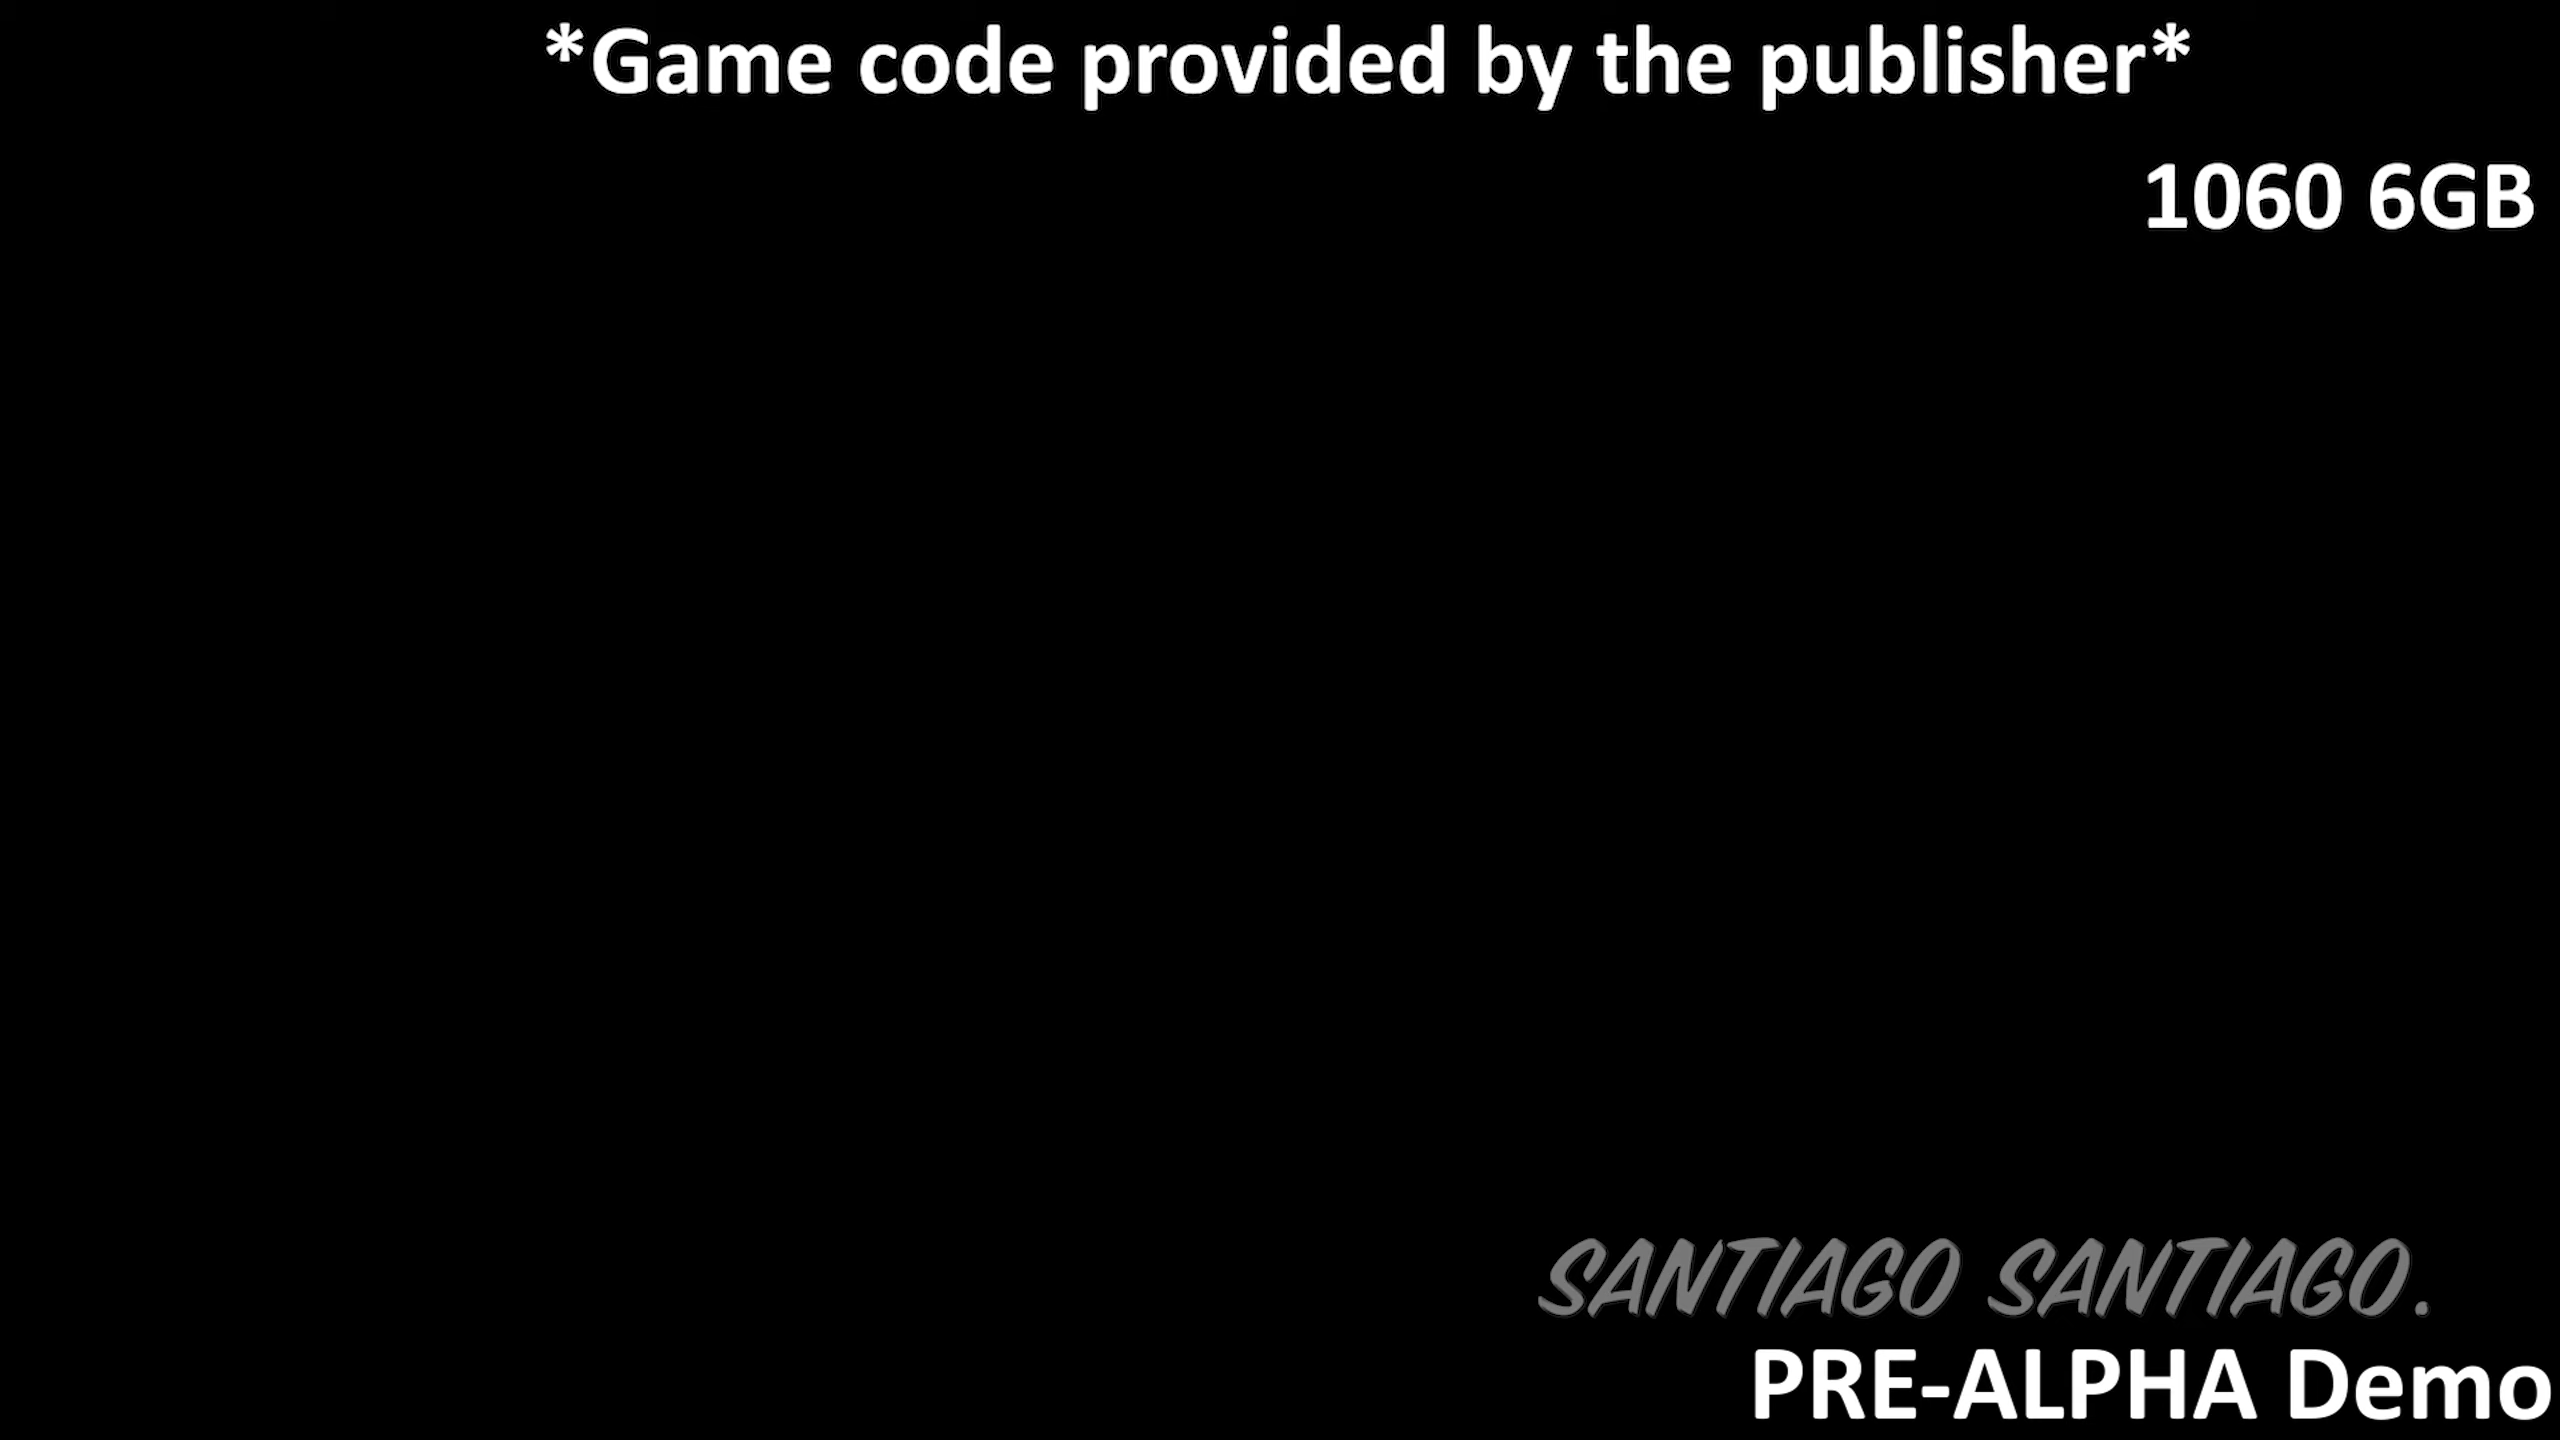 *Game code provided by the publisher*
1060 6GB
SANTIAGO SANTIAGO.
PRE-ALPHA Demo